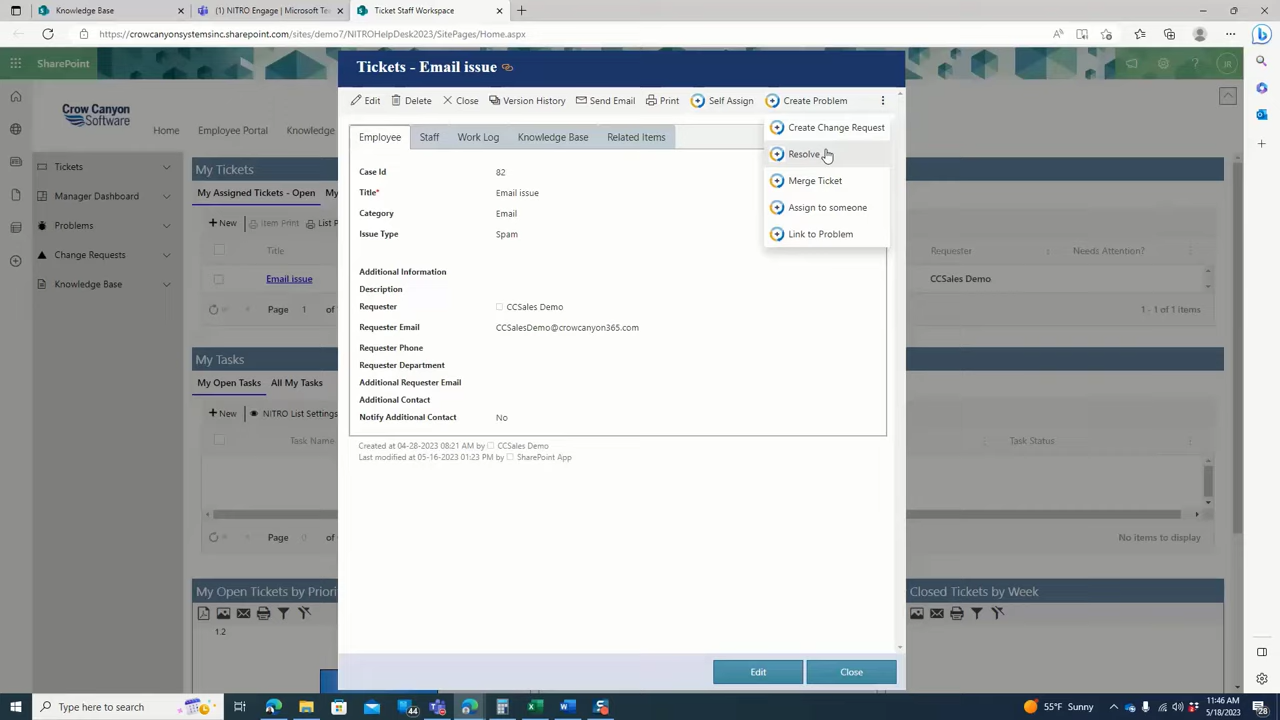 Knowledge Base
(11) NITRO Engage | Microsoft Te
Ticket Staff Workspace
https://crowcanyonsystemsinc.sharepoint.com/sites/demo7/NITROHelpDesk2023/SitePages/Home.aspx
SharePoint
Tickets - Email issue
Edit Delete Close Version History Send Email Print Self Assign Create Problem
Create Change Request
Resolve
Merge Ticket
Assign to someone
Link to Problem
Crow Canyon
Software
Home Employee Portal Knowledge
Tickets
Manager Dashboard
Problems
Change Requests
Knowledge Base
My Tickets
My Assigned Tickets - Open My
New Item Print List P
Title Requester Needs Attention?
Email issue CCSales Demo
Page 1 of 1 - 1 of 1 items
My Tasks
My Open Tasks All My Tasks
New NITRO List Settings
Task Name Task Status
Page 0 of No items to display
My Open Tickets by Priori
1.2
Closed Tickets by Week
Employee Staff Work Log Knowledge Base Related Items
Case Id 82
Title* Email issue
Category Email
Issue Type Spam
Additional Information
Description
Requester CCSales Demo
Requester Email CCSalesDemo@crowcanyon365.com
Requester Phone
Requester Department
Additional Requester Email
Additional Contact
Notify Additional Contact No
Created at 04-28-2023 08:21 AM by CCSales Demo
Last modified at 05-16-2023 01:23 PM by SharePoint App
Edit Close
Type here to search
44
55°F Sunny
11:46 AM
5/18/2023